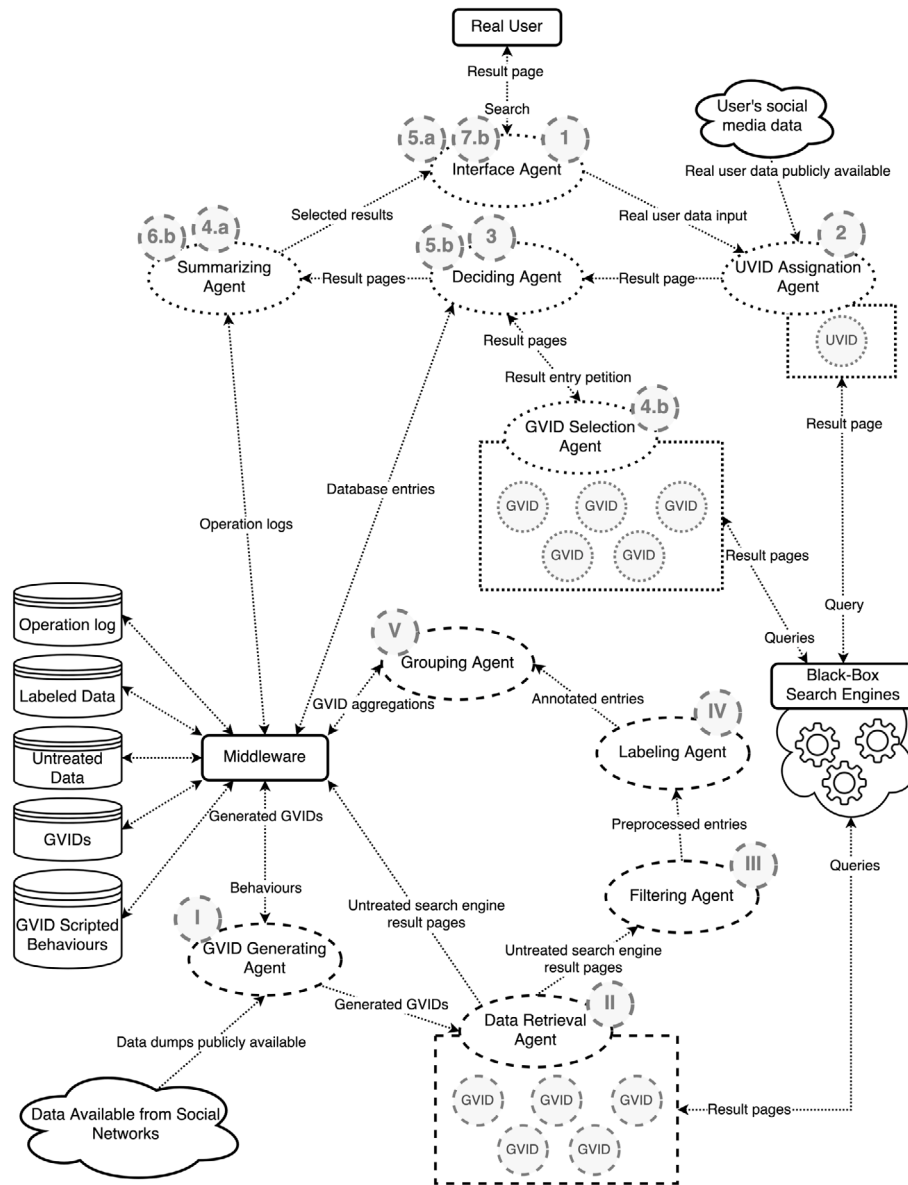 Real User
Result page
Search
User's social
media data
5.a
7.b
1
Interface Agent
Real user data publicly available
Selected results
Real user data input
6.b
4.a
5.b
3
2
Summarizing
Agent
Result pages
Deciding Agent
Result page
UVID Assignation
Agent
UVID
Result pages
Result entry petition
4.b
GVID Selection
Agent
Result page
GVID
GVID
GVID
GVID
GVID
Database entries
Operation logs
Result pages
Query
Queries
Operation log
Labeled Data
Untreated
Data
GVIDs
GVID Scripted
Behaviours
V
Grouping Agent
GVID aggregations
Annotated entries
Black-Box
Search Engines
IV
Labeling Agent
Middleware
Generated GVIDs
Behaviours
Preprocessed entries
III
Filtering Agent
Queries
Untreated search engine
result pages
I
GVID Generating
Agent
Untreated search engine
result pages
Generated GVIDs
II
Data Retrieval
Agent
Data dumps publicly available
Data Available from Social
Networks
GVID
GVID
GVID
GVID
GVID
Result pages